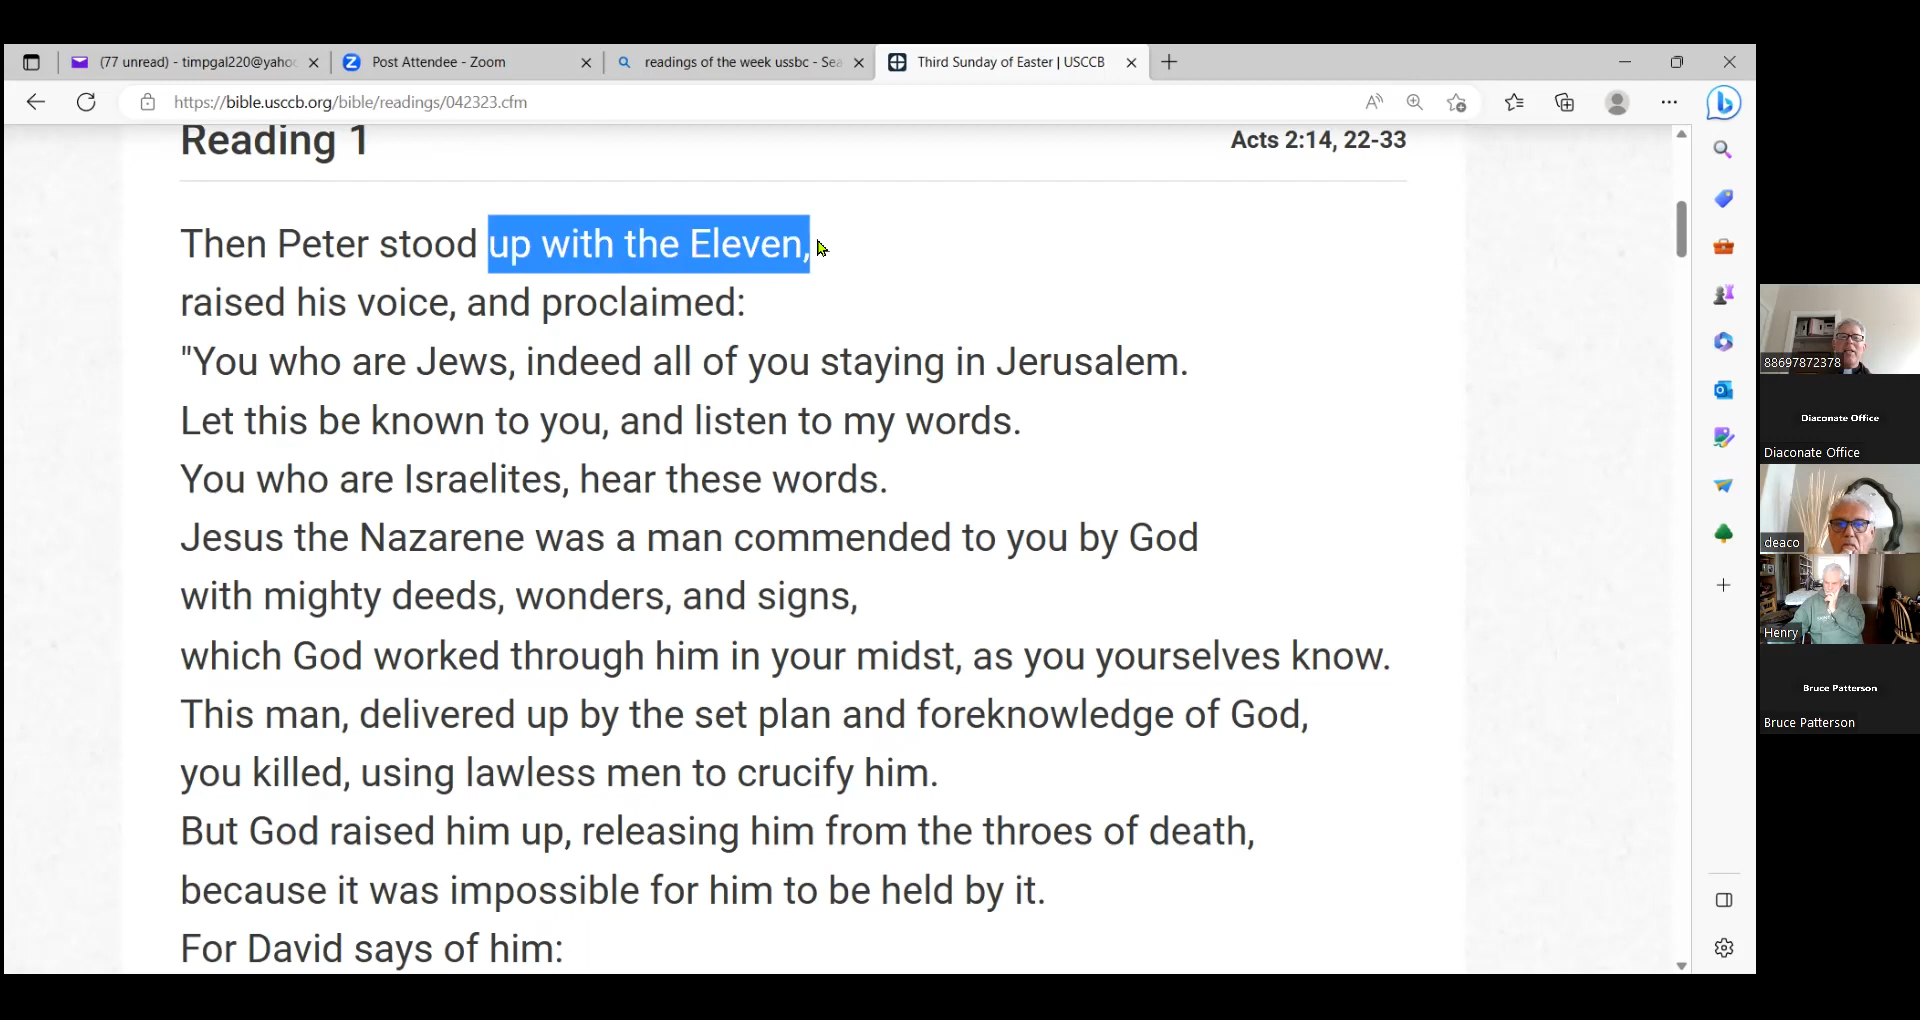 (77 unread) - timpgal220@yaho
Post Attendee - Zoom
readings of the week ussbc - Sea
Third Sunday of Easter | USCCB
https://bible.usccb.org/bible/readings/042323.cfm
Reading 1
Acts 2:14, 22-33
Then Peter stood up with the Eleven,
raised his voice, and proclaimed:
"You who are Jews, indeed all of you staying in Jerusalem.
Let this be known to you, and listen to my words.
You who are Israelites, hear these words.
Jesus the Nazarene was a man commended to you by God
with mighty deeds, wonders, and signs,
which God worked through him in your midst, as you yourselves know.
This man, delivered up by the set plan and foreknowledge of God,
you killed, using lawless men to crucify him.
But God raised him up, releasing him from the throes of death,
because it was impossible for him to be held by it.
For David says of him:
88697872378
Diaconate Office
Diaconate Office
deaco
Henry
Bruce Patterson
Bruce Patterson